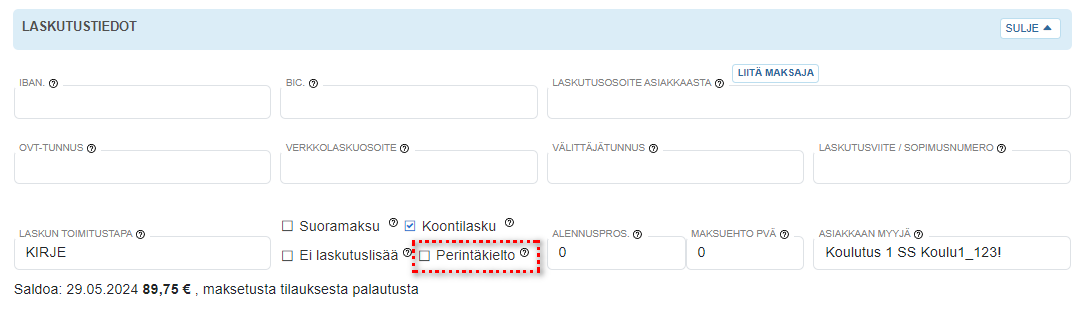 LASKUTUSTIEDOT SULJE
LIITÄ MAKSAJA
IBAN. BIC. LASKUTUSOSOITE ASIAKKAASTA
OVT-TUNNUS VERKKOLASKUOSOITE VÄLITTÄJÄTUNNUS LASKUTUSVIITE / SOPIMUSNUMERO
Suoramaksu Koontilasku
LASKUN TOIMITUSTAPA ALENNUSPROS. MAKSUEHTO PVÄ ASIAKKAAN MYYJÄ
KIRJE Ei laskutuslisää Perintäkielto 0 0 Koulutus 1 SS Koulu1_123!
Saldoa: 29.05.2024 89,75 € , maksetusta tilauksesta palautusta